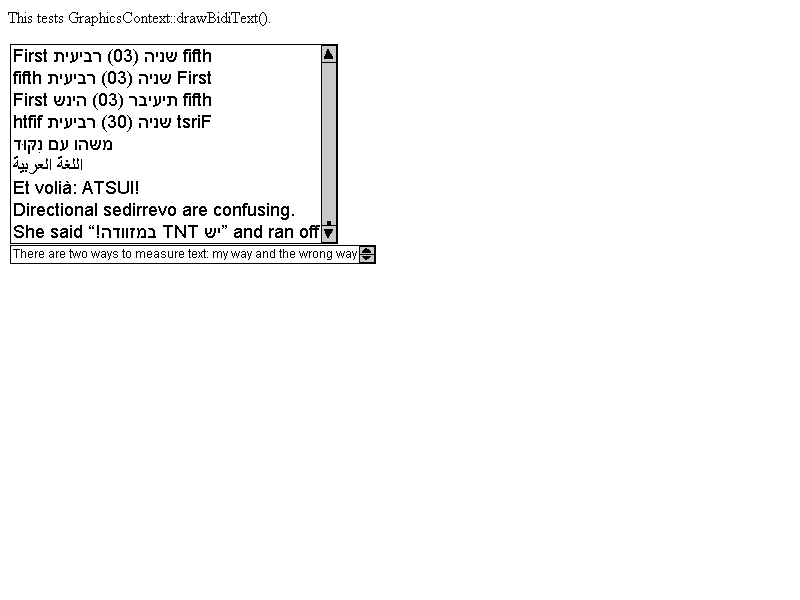 This tests GraphicsContext::drawBidiText().
First שניה (03) רביעית fifth
First שניה (03) רביעית fifth
First תיעיבר (03) הינש fifth
htfif שניה (30) רביעית tsriF
משהו עם נִקּוּד
اللغة العربية
Et volià: ATSUI!
Directional sedirrevo are confusing.
She said “יש TNT במזוודה!” and ran off
There are two ways to measure text: my way and the wrong way